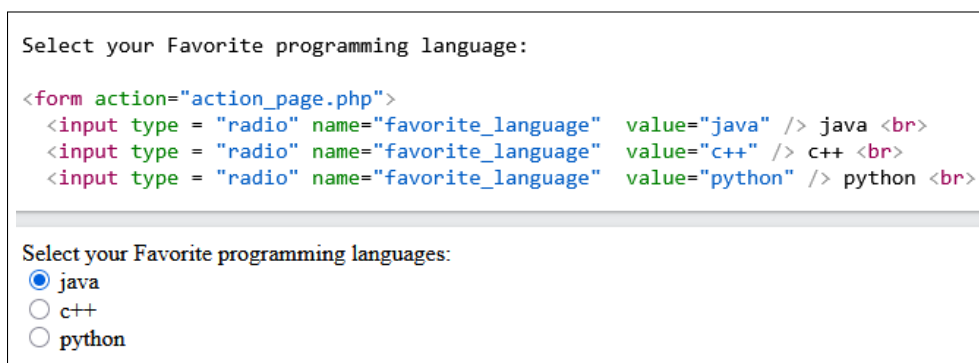 Select your Favorite programming language:
<form action="action_page.php">
<input type = "radio" name="favorite_language"  value="java" /> java <br>
<input type = "radio" name="favorite_language"  value="c++" /> c++ <br>
<input type = "radio" name="favorite_language"  value="python" /> python <br>
Select your Favorite programming languages:
java
c++
python